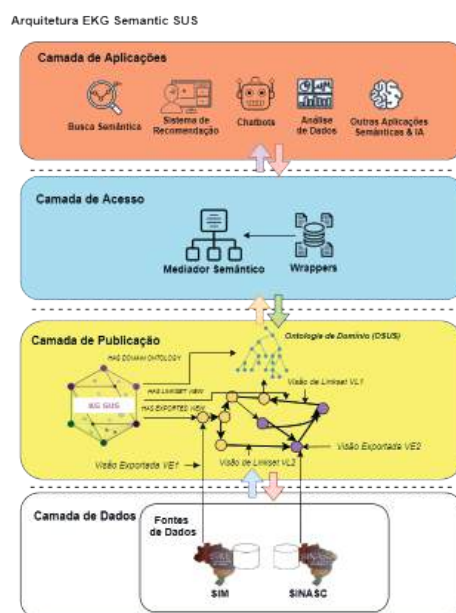 Arquitetura EKG Semantic SUS
Camada de Aplicações
Busca Semântica
Sistema de
Recomendação
Chatbots
Análise
de Dados
Outras Aplicações
Semânticas & IA
Camada de Acesso
Mediador Semântico
Wrappers
Camada de Publicação
Ontologia de Domínio (OSUS)
HAS DOMAIN ONTOLOGY
HAS LINKSET VIEW
Visão de Linkset VL1
KG SUS
HAS EXPORTED VIEW
Visão Exportada VE1
Visão de Linkset VL2
Visão Exportada VE2
Camada de Dados
Fontes
de Dados
SIM
SINASC